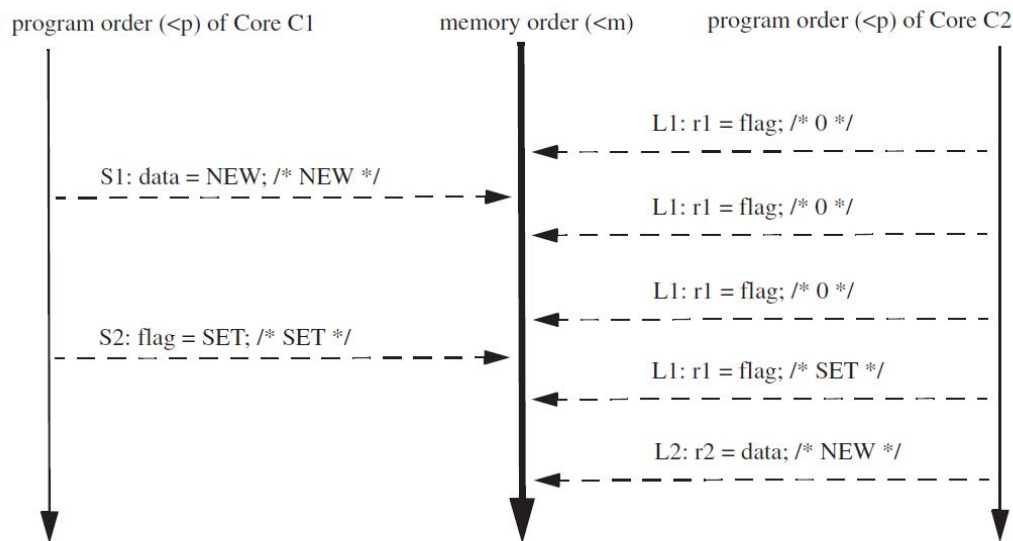 program order (<p) of Core C1
memory order (<m)
program order (<p) of Core C2
L1: r1 = flag; /* 0 */
S1: data = NEW; /* NEW */
L1: r1 = flag; /* 0 */
L1: r1 = flag; /* 0 */
S2: flag = SET; /* SET */
L1: r1 = flag; /* SET */
L2: r2 = data; /* NEW */